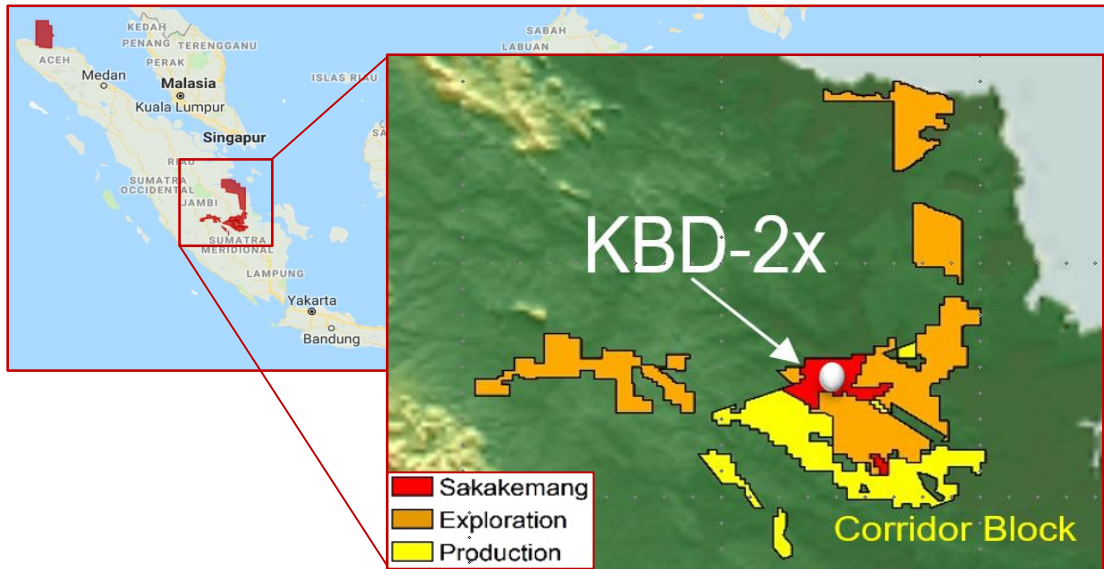 KEDAH
PENANG
TERENGGANU
PERAK
ACEH
Medan
Malasia
Kuala Lumpur
Singapur
SABAH
LABUAN
ISLAS RIAU
RIAU
SUMATRA
OCCIDENTAL
JAMBI
SUMATRA
MERIDIONAL
LAMPUNG
Yakarta
Bandung
KBD-2x
Sakakemang
Exploration
Production
Corridor Block